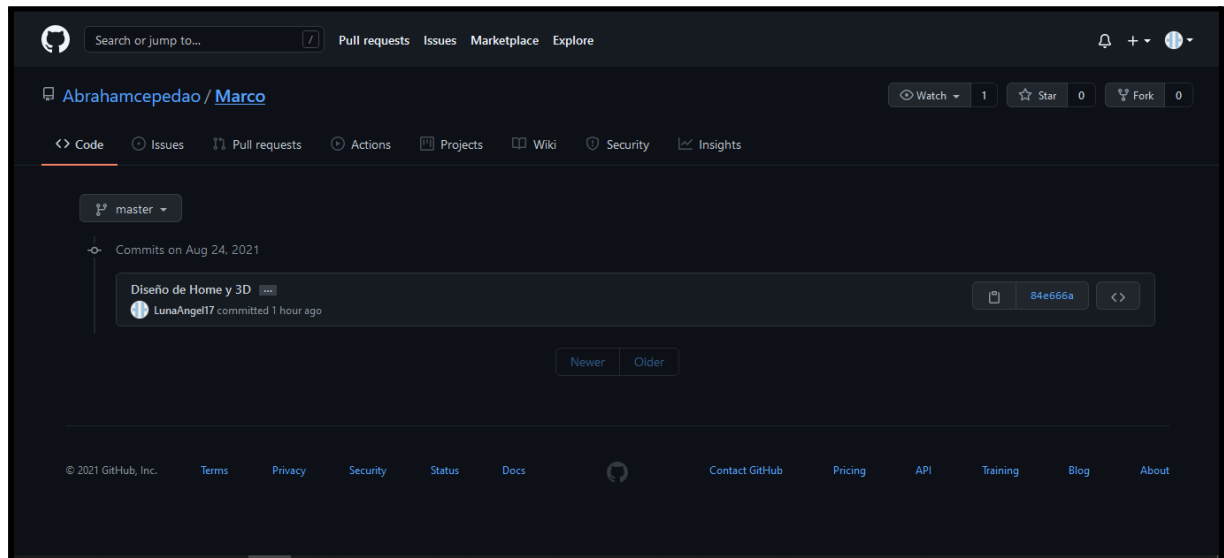 Search or jump to... / Pull requests Issues Marketplace Explore
Abrahamcepedao / Marco Watch 1 Star 0 Fork 0
Code Issues Pull requests Actions Projects Wiki Security Insights
master
Commits on Aug 24, 2021
Diseño de Home y 3D ...
84e666a
LunaAngel17 committed 1 hour ago
Newer Older
© 2021 GitHub, Inc. Terms Privacy Security Status Docs Contact GitHub Pricing API Training Blog About